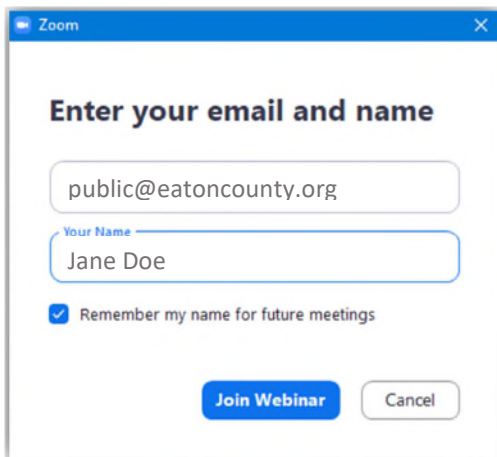 Zoom
Enter your email and name
public@eatoncounty.org
Your Name
Jane Doe
Remember my name for future meetings
Join Webinar Cancel